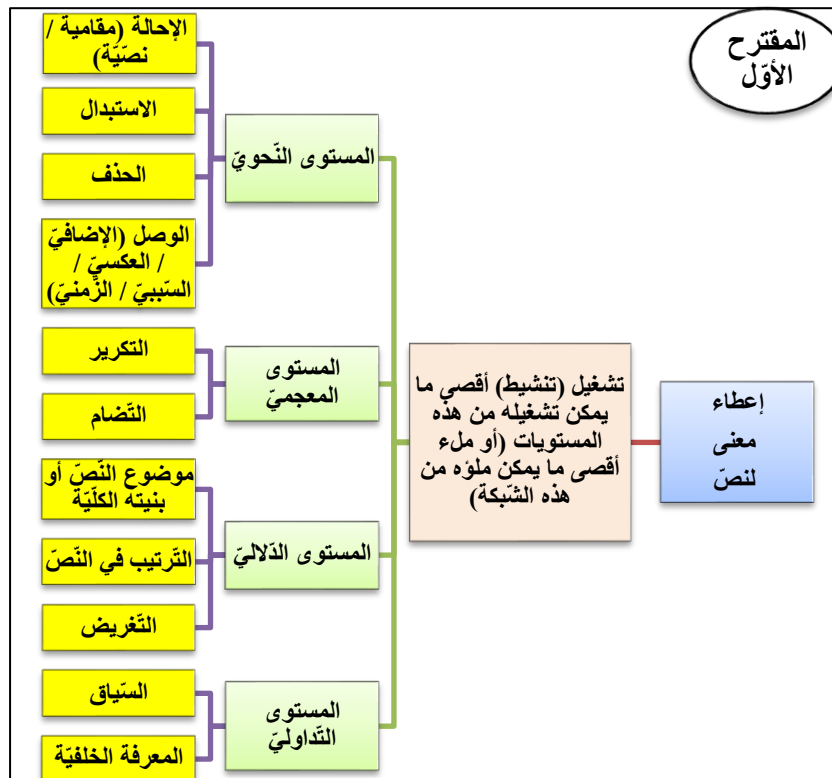 المقترح
الأوّل
إعطاء
معنى
لنصّ
تشغيل (تنشيط) أقصى ما
يمكن تشغيله من هذه
المستويات (أو ملء
أقصى ما يمكن ملؤه من
هذه الشّبكة)
المستوى النّحويّ
الإحالة (مقامية /
نصّيّة)
الاستبدال
الحذف
الوصل (الإضافيّ
/ العكسيّ /
السّببيّ / الزّمنيّ)
المستوى
المعجميّ
التكرير
التّضام
المستوى الدّلاليّ
موضوع النّصّ أو
بنيته الكلّيّة
التّرتيب في النّصّ
التّغريض
المستوى
التّداوليّ
السّياق
المعرفة الخلفيّة